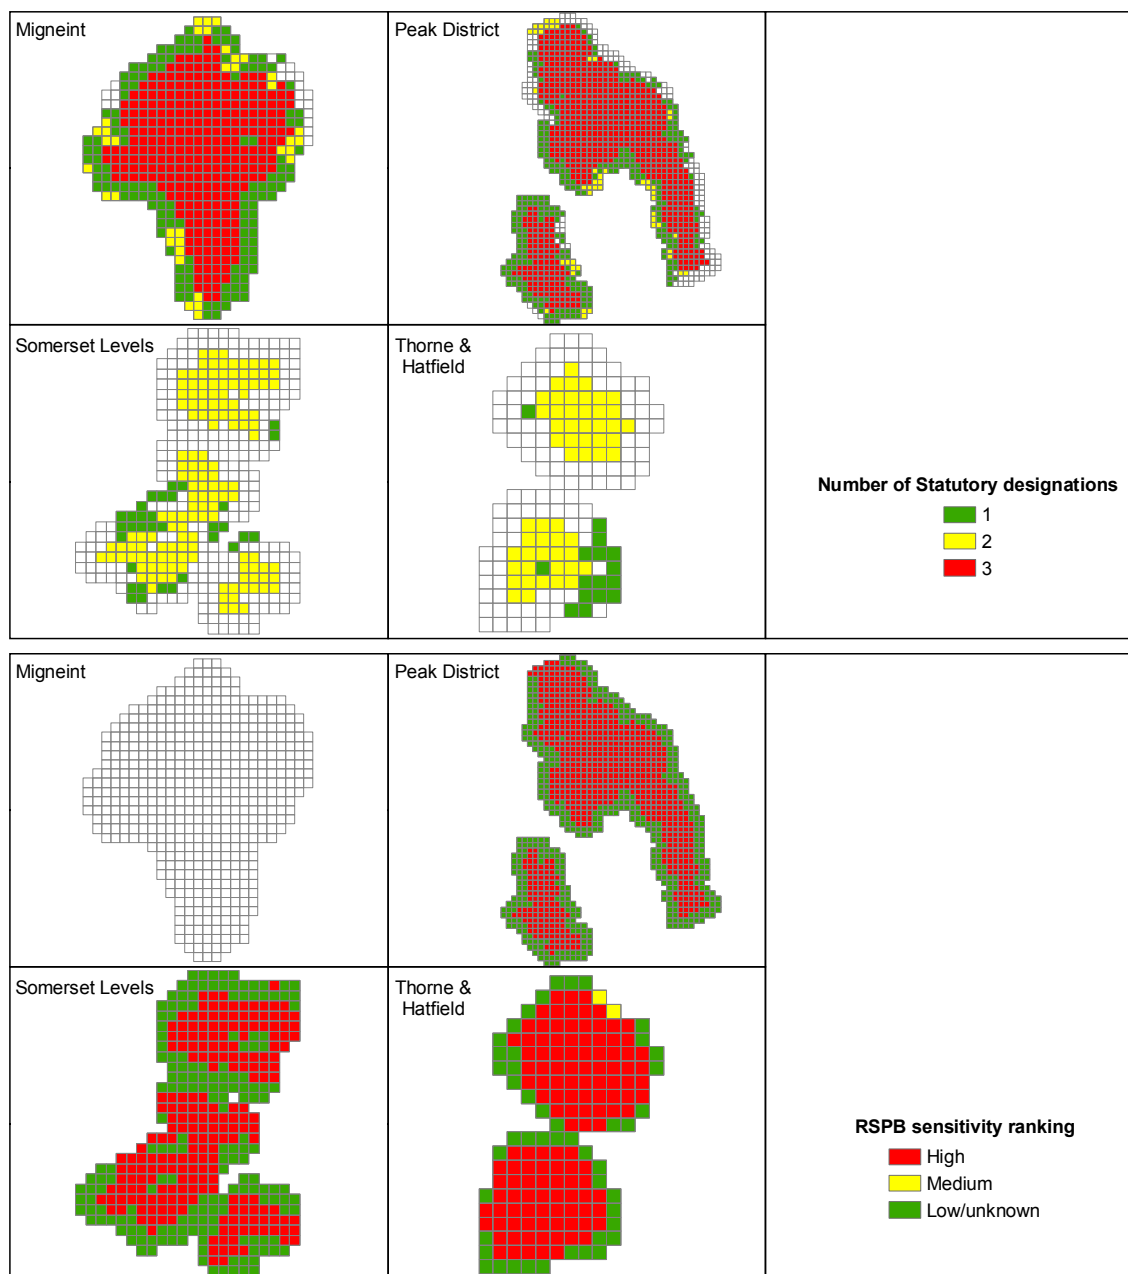 Migneint
Peak District
Somerset Levels
Thorne &
Hatfield
Number of Statutory designations
1
2
3
Migneint
Peak District
Somerset Levels
Thorne &
Hatfield
RSPB sensitivity ranking
High
Medium
Low/unknown